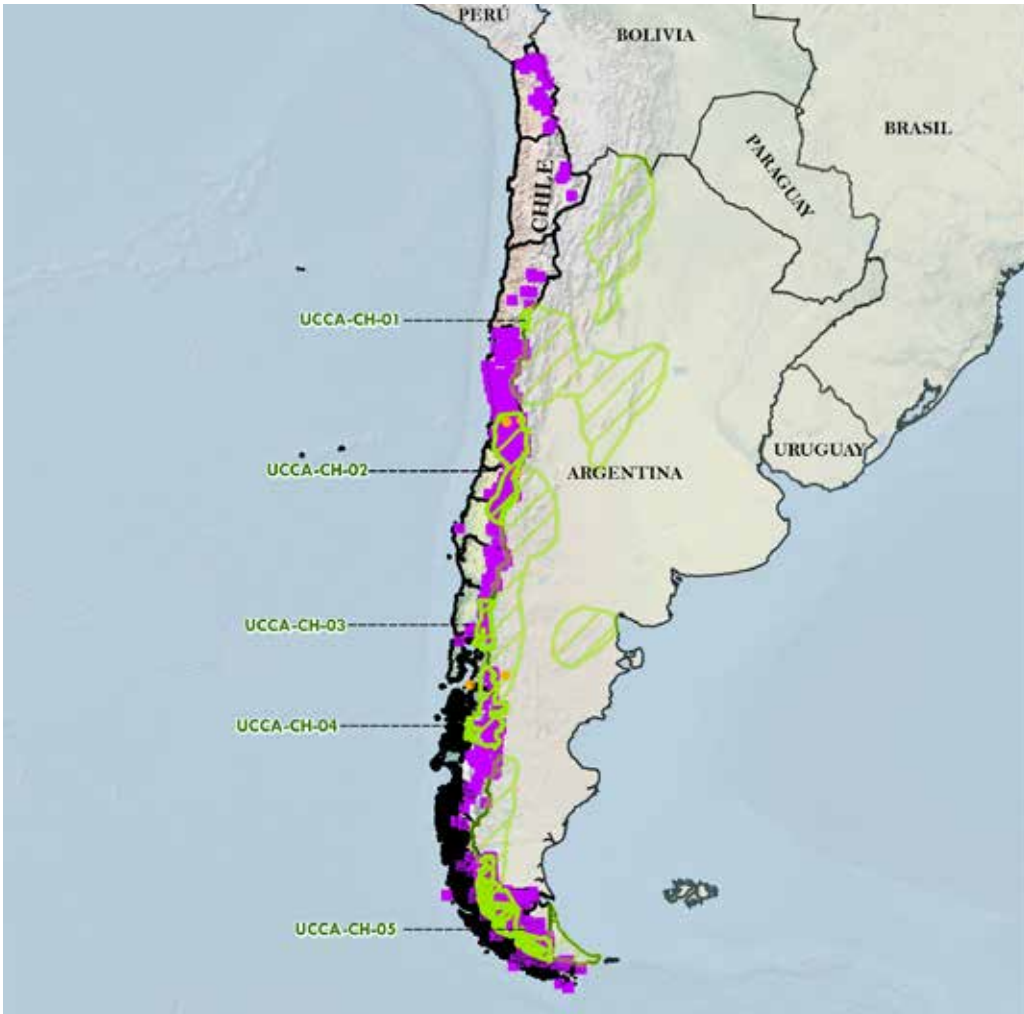 PERÚ
BOLIVIA
BRASIL
PARAGUAY
CHILE
UCCA-CH-01
URUGUAY
UCCA-CH-02
ARGENTINA
UCCA-CH-03
UCCA-CH-04
UCCA-CH-05